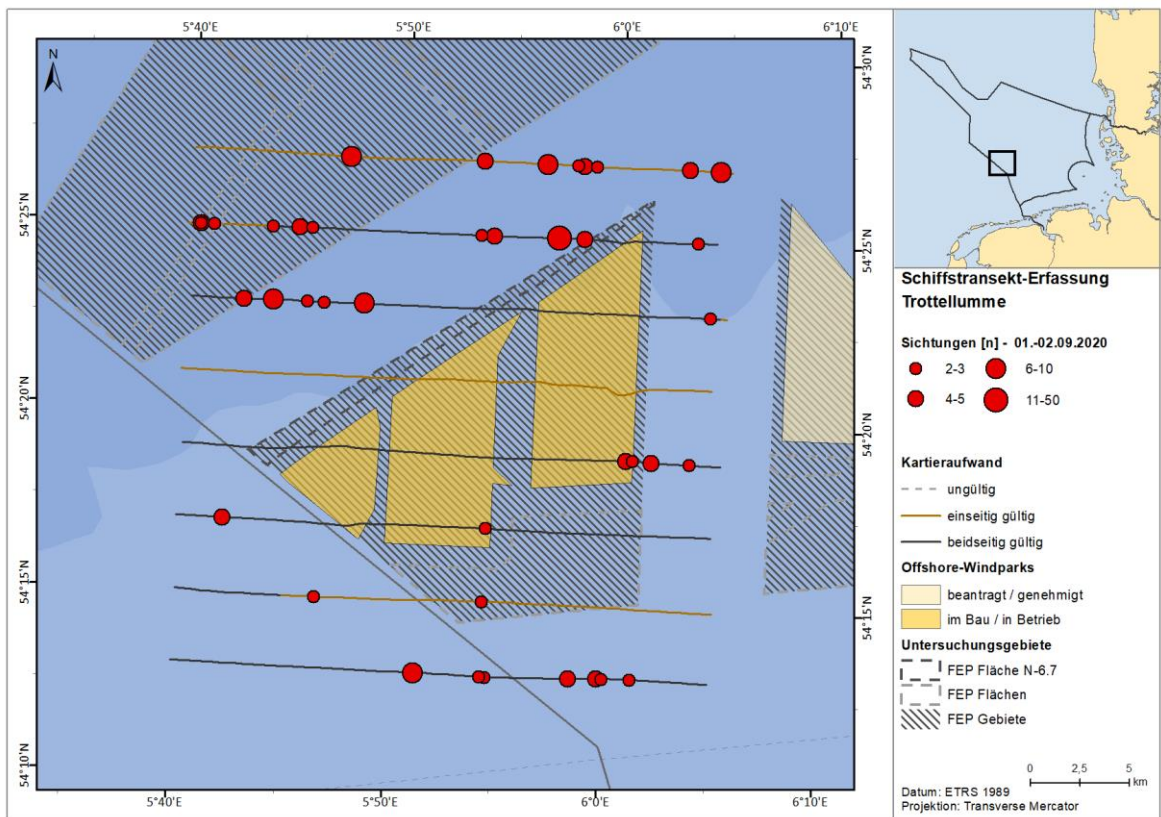 5°40'E 5°50'E 6°0'E 6°10'E
N
54°30'N
54°25'N 54°25'N
54°20'N 54°20'N
54°15'N 54°15'N
54°10'N
5°40'E 5°50'E 6°0'E 6°10'E
Schiffstransekt-Erfassung
Trottellumme
Sichtungen [n] - 01.-02.09.2020
2-3 6-10
4-5 11-50
Kartieraufwand
ungültig
einseitig gültig
beidseitig gültig
Offshore-Windparks
beantragt / genehmigt
im Bau / in Betrieb
Untersuchungsgebiete
FEP Fläche N-6.7
FEP Flächen
FEP Gebiete
0 2,5 5
km
Datum: ETRS 1989
Projektion: Transverse Mercator